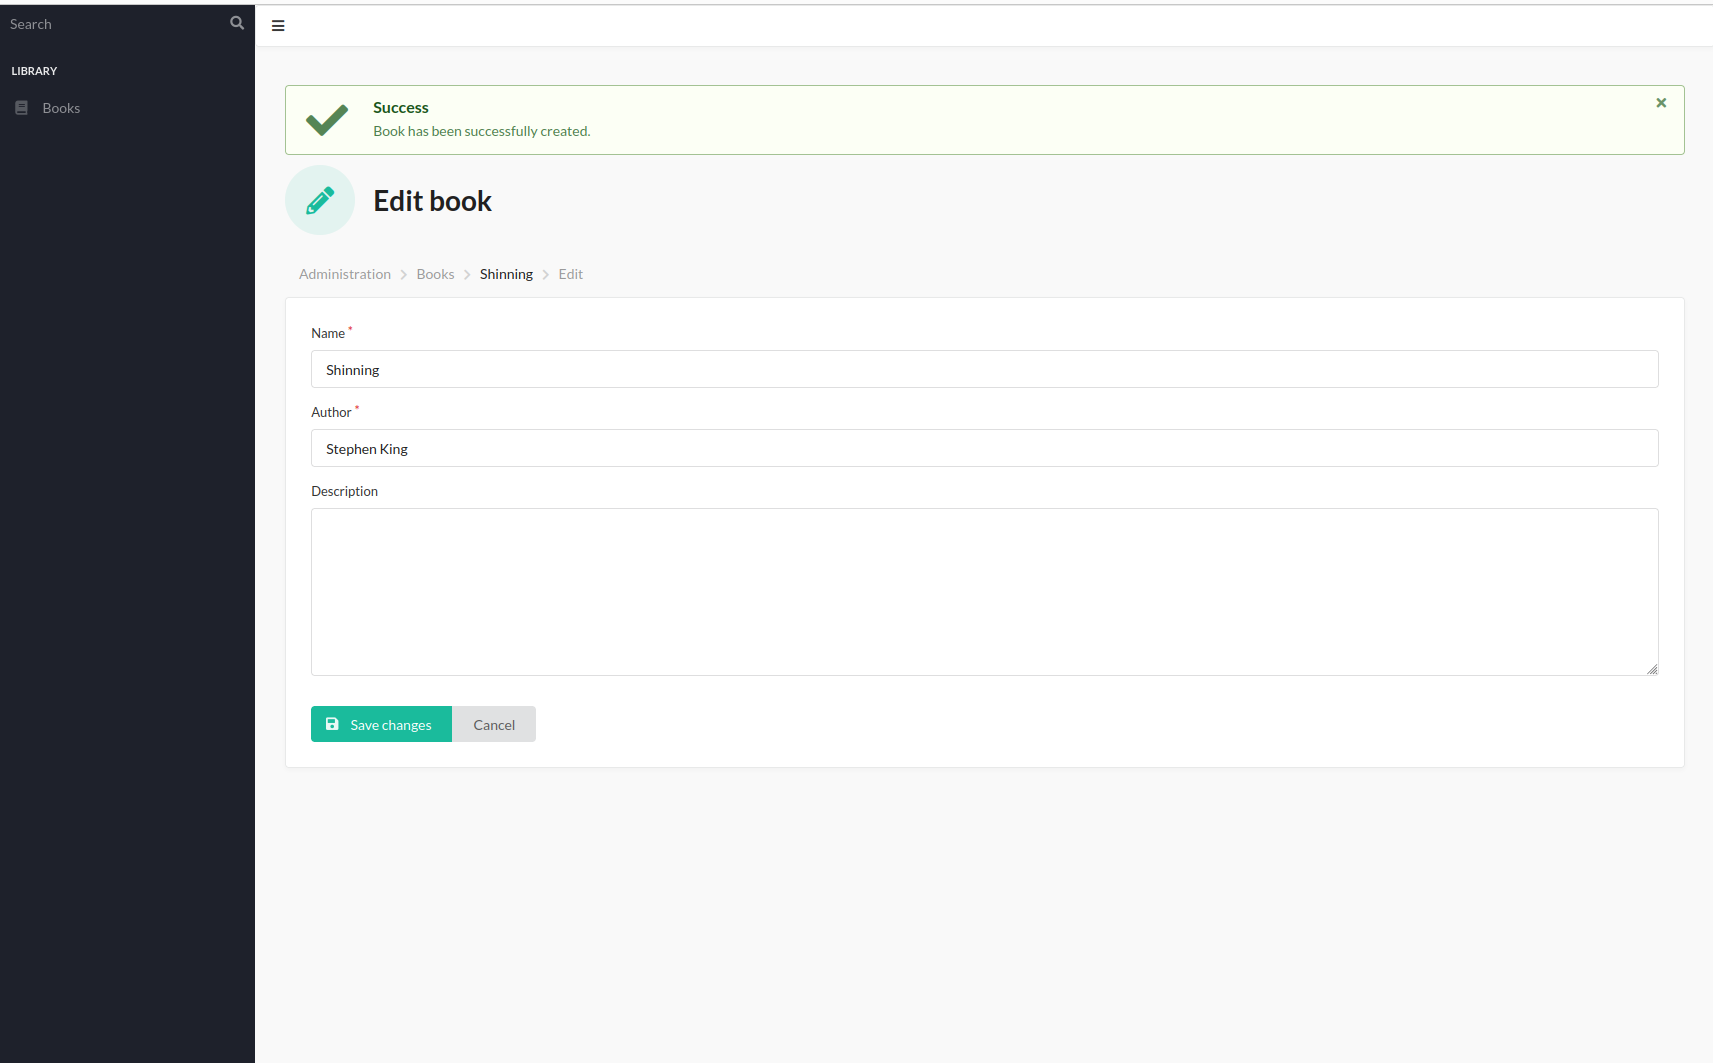 Search
LIBRARY
Books
Success
Book has been successfully created.
Edit book
Administration Books Shinning Edit
Name *
Shinning
Author *
Stephen King
Description
Save changes Cancel